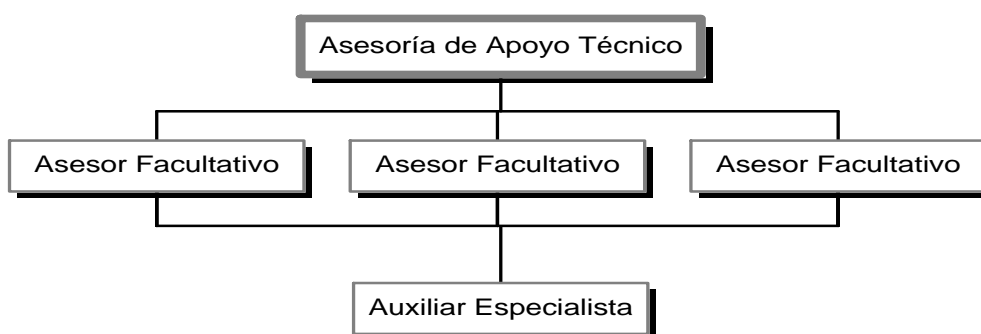 Asesoría de Apoyo Técnico
Asesor Facultativo
Asesor Facultativo
Asesor Facultativo
Auxiliar Especialista